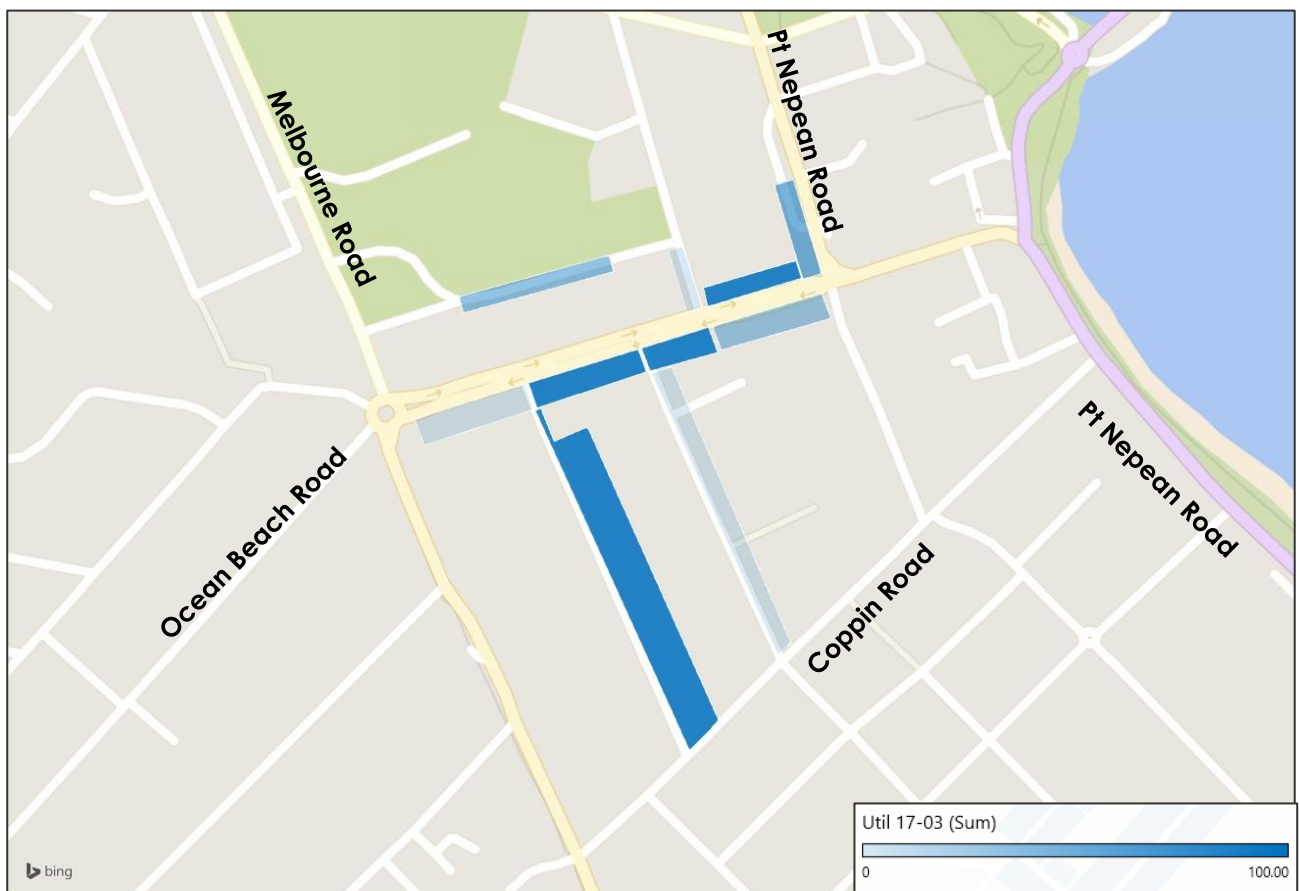 Pt Nepean Road
Melbourne Road
Pt Nepean Road
Ocean Beach Road
Coppin Road
Util 17-03 (Sum)
0
100.00
bing